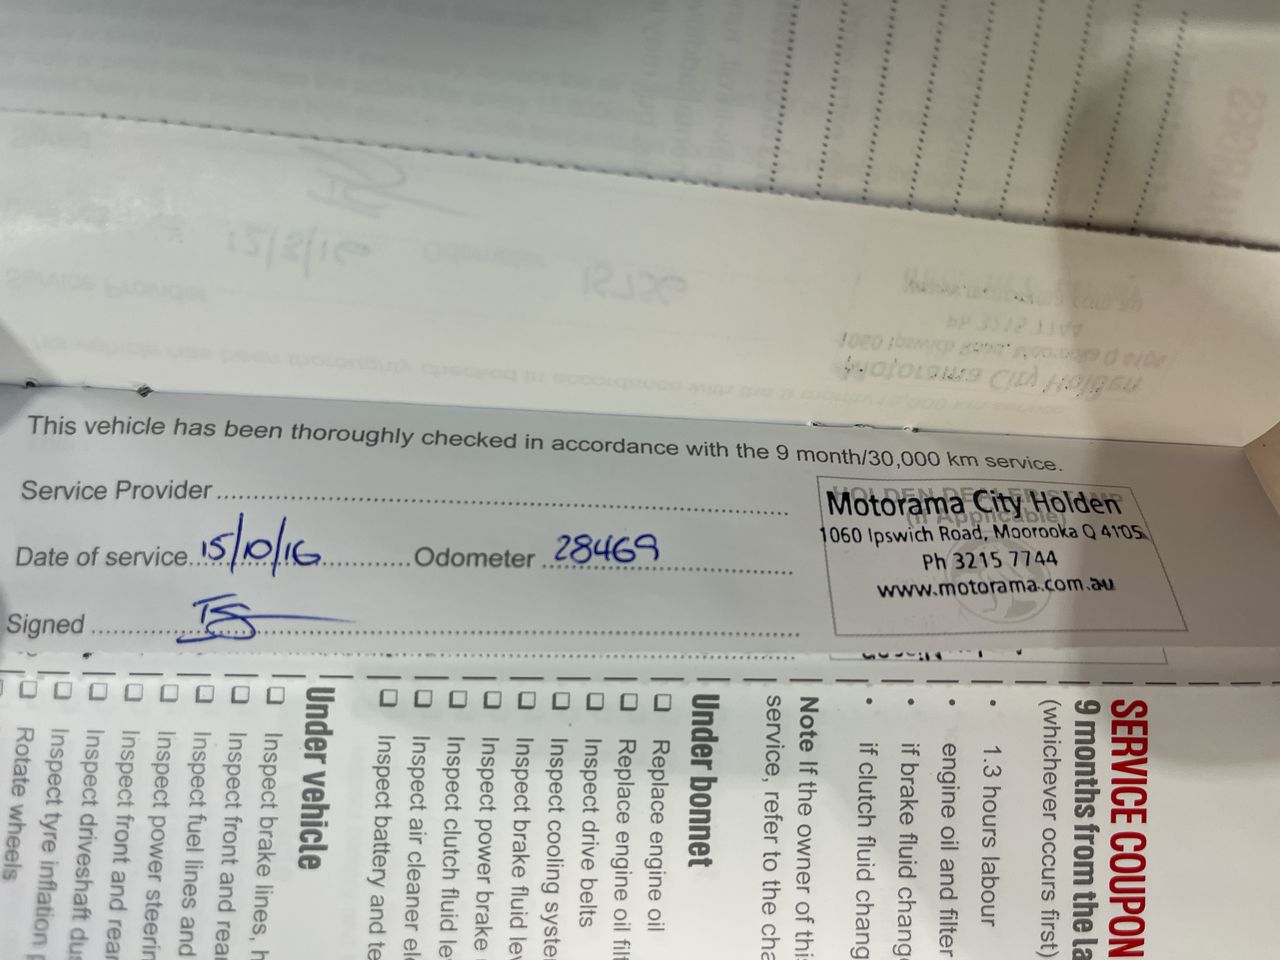 This vehicle has been thoroughly checked in accordance with the 9 month/30,000 km service.
Service Provider
Date of service 15/10/16 Odometer 28469
Signed
Motorama City Holden
1060 Ipswich Road, Moorooka Q 4105
Ph 3215 7744
www.motorama.com.au
SERVICE COUPON
9 months from the la
(whichever occurs first)
• 1.3 hours labour
• engine oil and filter
• if brake fluid chang
• if clutch fluid chang
Note If the owner of this
service, refer to the cha
Under bonnet
Replace engine oil
Replace engine oil filt
Inspect drive belts
Inspect cooling syste
Inspect brake fluid lev
Inspect power brake
Inspect clutch fluid le
Inspect air cleaner el
Inspect battery and te
Under vehicle
Inspect brake lines, h
Inspect front and rea
Inspect fuel lines and
Inspect power steerin
Inspect front and rear
Inspect driveshaft dus
Inspect tyre inflation p
Rotate wheels